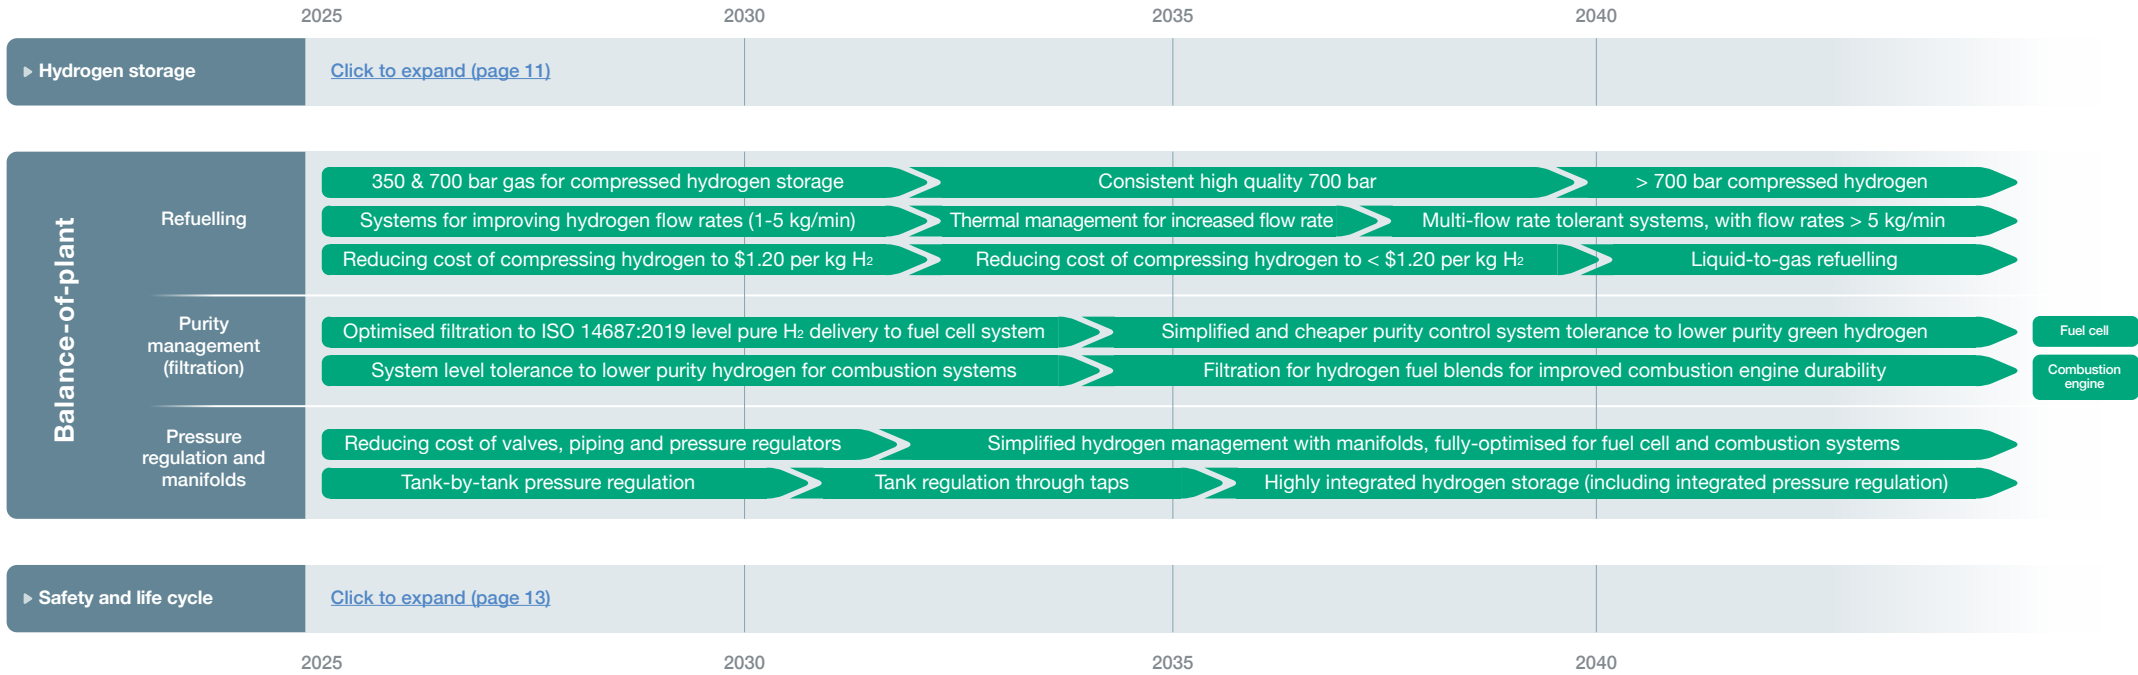 2025 2030 2035 2040
Hydrogen storage
Click to expand (page 11)
Balance-of-plant
Refuelling
350 & 700 bar gas for compressed hydrogen storage
Consistent high quality 700 bar
> 700 bar compressed hydrogen
Systems for improving hydrogen flow rates (1-5 kg/min)
Thermal management for increased flow rate
Multi-flow rate tolerant systems, with flow rates > 5 kg/min
Reducing cost of compressing hydrogen to $1.20 per kg H₂
Reducing cost of compressing hydrogen to < $1.20 per kg H₂
Liquid-to-gas refuelling
Purity
management
(filtration)
Optimised filtration to ISO 14687:2019 level pure H₂ delivery to fuel cell system
Simplified and cheaper purity control system tolerance to lower purity green hydrogen
Fuel cell
System level tolerance to lower purity hydrogen for combustion systems
Filtration for hydrogen fuel blends for improved combustion engine durability
Combustion
engine
Pressure
regulation and
manifolds
Reducing cost of valves, piping and pressure regulators
Simplified hydrogen management with manifolds, fully-optimised for fuel cell and combustion systems
Tank-by-tank pressure regulation
Tank regulation through taps
Highly integrated hydrogen storage (including integrated pressure regulation)
Safety and life cycle
Click to expand (page 13)
2025 2030 2035 2040